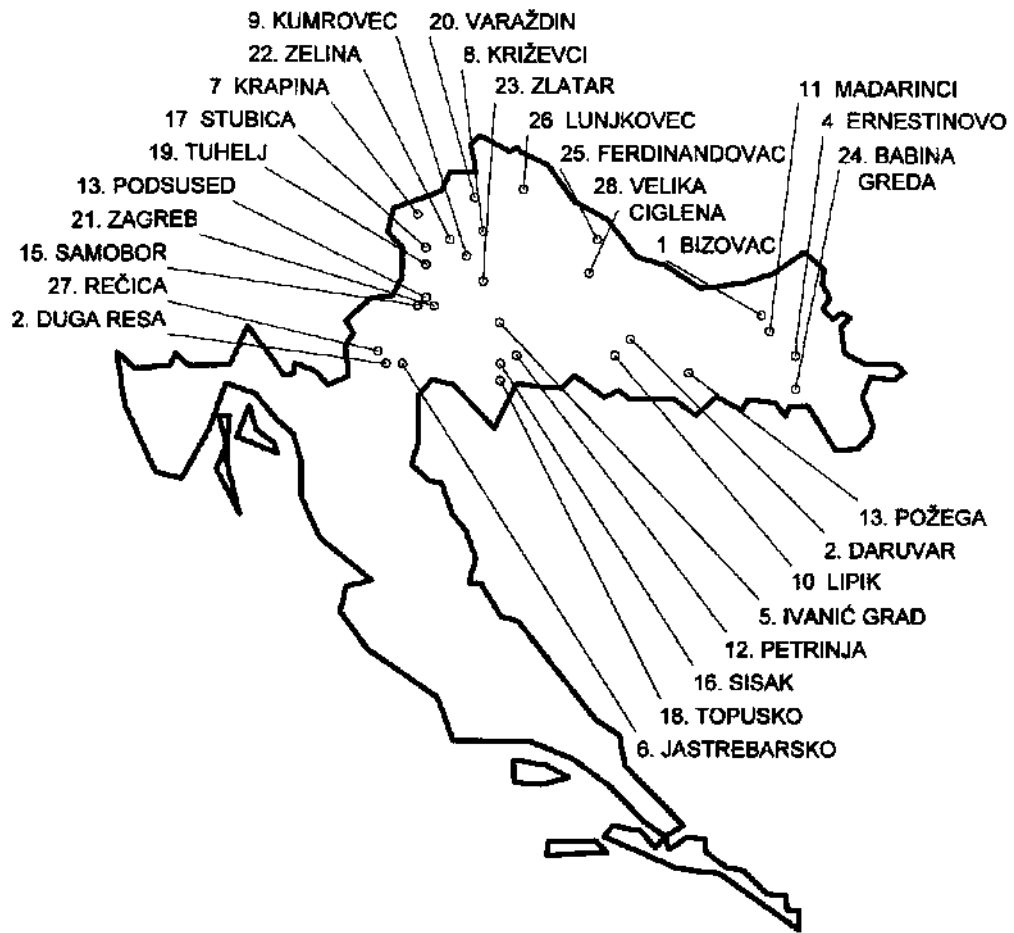 9. KUMROVEC
20. VARAŽDIN
22. ZELINA
8. KRIŽEVCI
7 KRAPINA
23. ZLATAR
11 MADARINCI
17 STUBICA
26 LUNJKOVEC
4 ERNESTINOVO
19. TUHELJ
25. FERDINANDOVAC
24. BABINA
GREDA
13. PODSUSED
28. VELIKA
CIGLENA
21. ZAGREB
1 BIZOVAC
15. SAMOBOR
27. REČICA
2. DUGA RESA
13. POŽEGA
2. DARUVAR
10 LIPIK
5. IVANIĆ GRAD
12. PETRINJA
16. SISAK
18. TOPUSKO
6. JASTREBARSKO